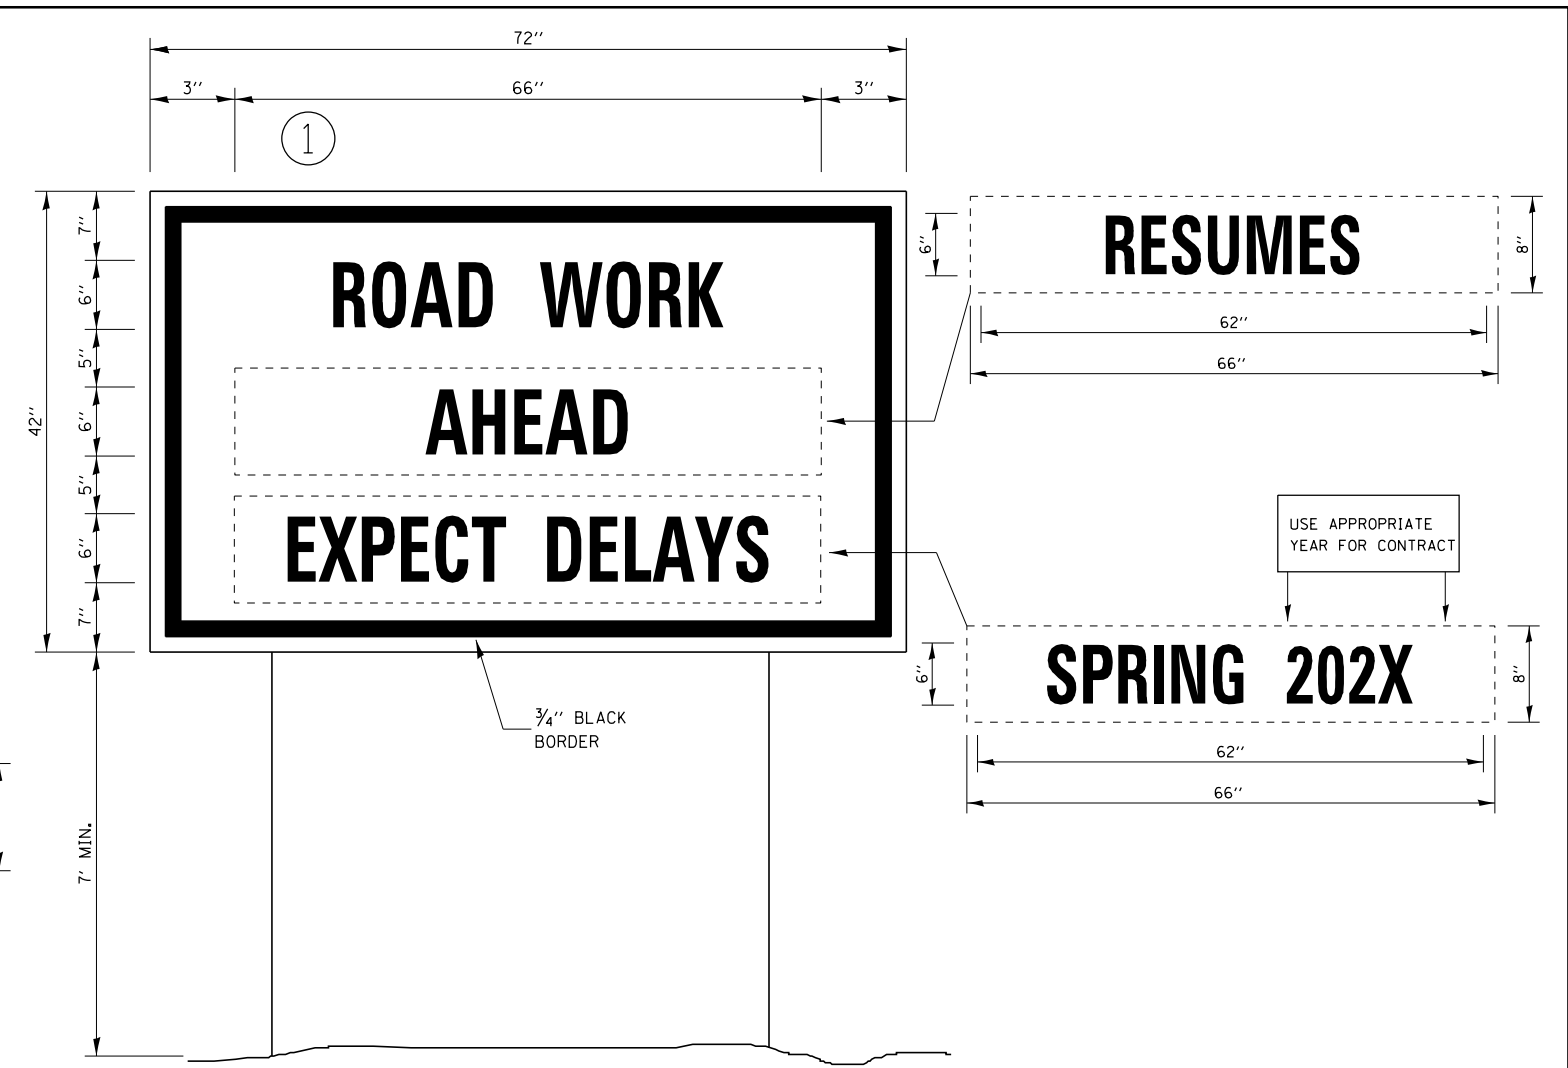 72''
3'' 66'' 3''
1
7''
6''
5''
6''
5''
6''
7''
42''
7' MIN.
ROAD WORK
AHEAD
EXPECT DELAYS
3/4'' BLACK
BORDER
6'' RESUMES 8''
62''
66''
USE APPROPRIATE
YEAR FOR CONTRACT
6'' SPRING 202X 8''
62''
66''